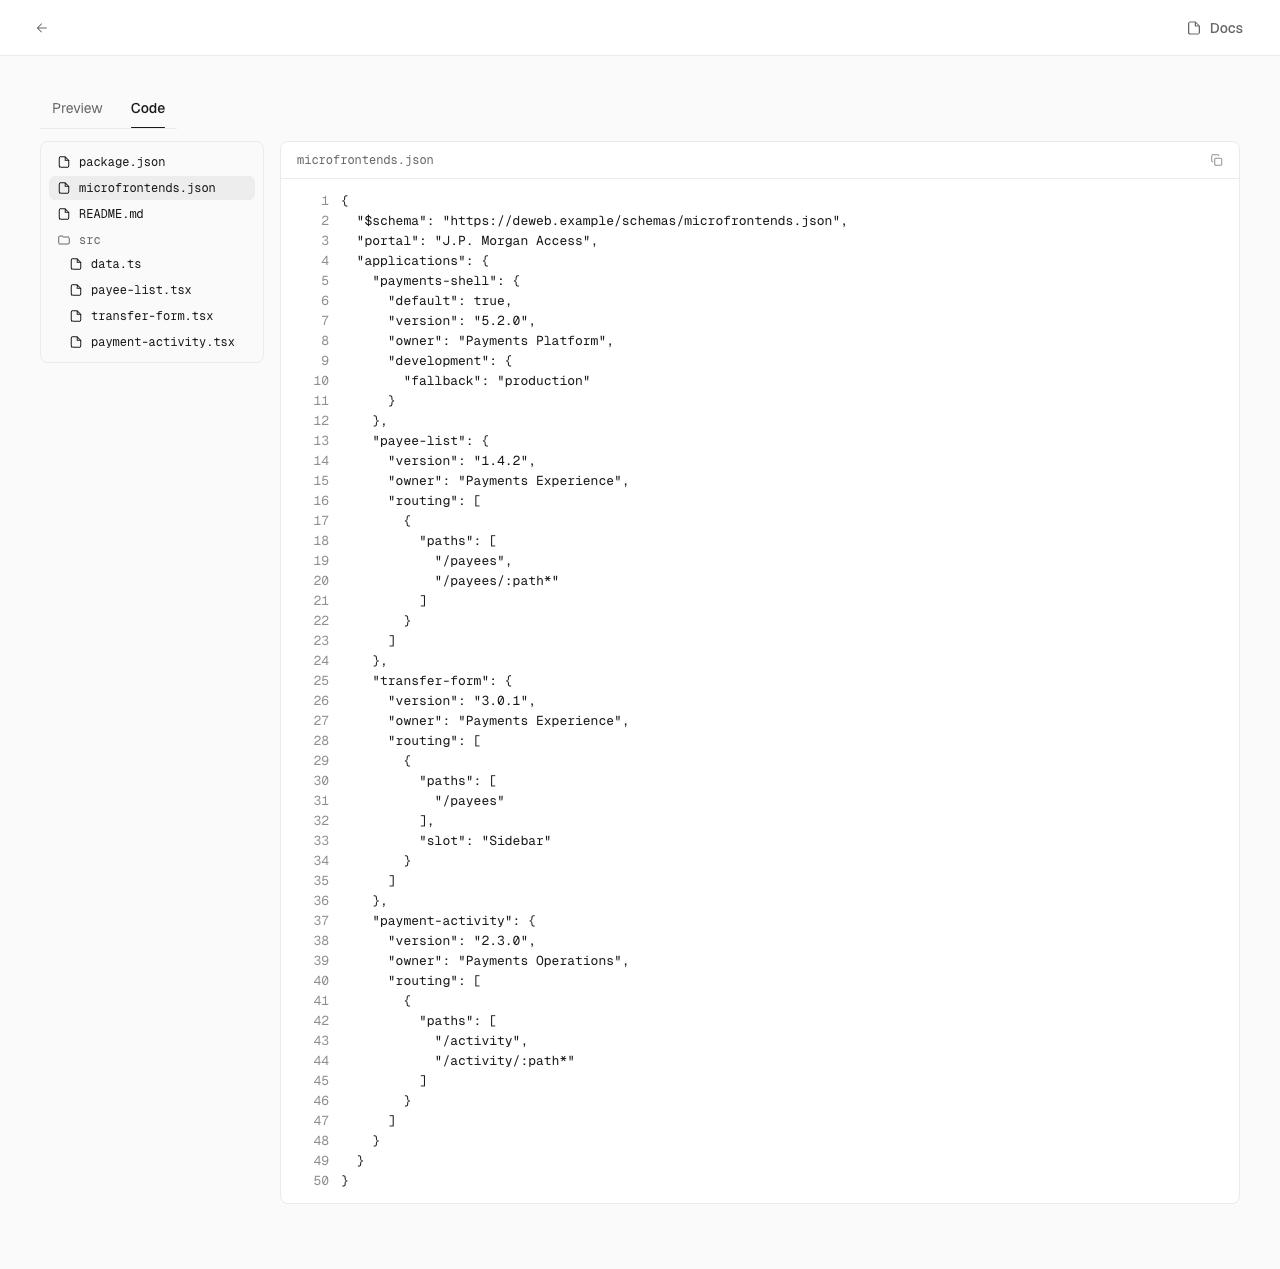 Docs
Preview
Code
package.json
microfrontends.json
README.md
src
data.ts
payee-list.tsx
transfer-form.tsx
payment-activity.tsx
microfrontends.json
1 {
2   "$schema": "https://deweb.example/schemas/microfrontends.json",
3   "portal": "J.P. Morgan Access",
4   "applications": {
5     "payments-shell": {
6       "default": true,
7       "version": "5.2.0",
8       "owner": "Payments Platform",
9       "development": {
10         "fallback": "production"
11       }
12     },
13     "payee-list": {
14       "version": "1.4.2",
15       "owner": "Payments Experience",
16       "routing": [
17         {
18           "paths": [
19             "/payees",
20             "/payees/:path*"
21           ]
22         }
23       ]
24     },
25     "transfer-form": {
26       "version": "3.0.1",
27       "owner": "Payments Experience",
28       "routing": [
29         {
30           "paths": [
31             "/payees"
32           ],
33           "slot": "Sidebar"
34         }
35       ]
36     },
37     "payment-activity": {
38       "version": "2.3.0",
39       "owner": "Payments Operations",
40       "routing": [
41         {
42           "paths": [
43             "/activity",
44             "/activity/:path*"
45           ]
46         }
47       ]
48     }
49   }
50 }